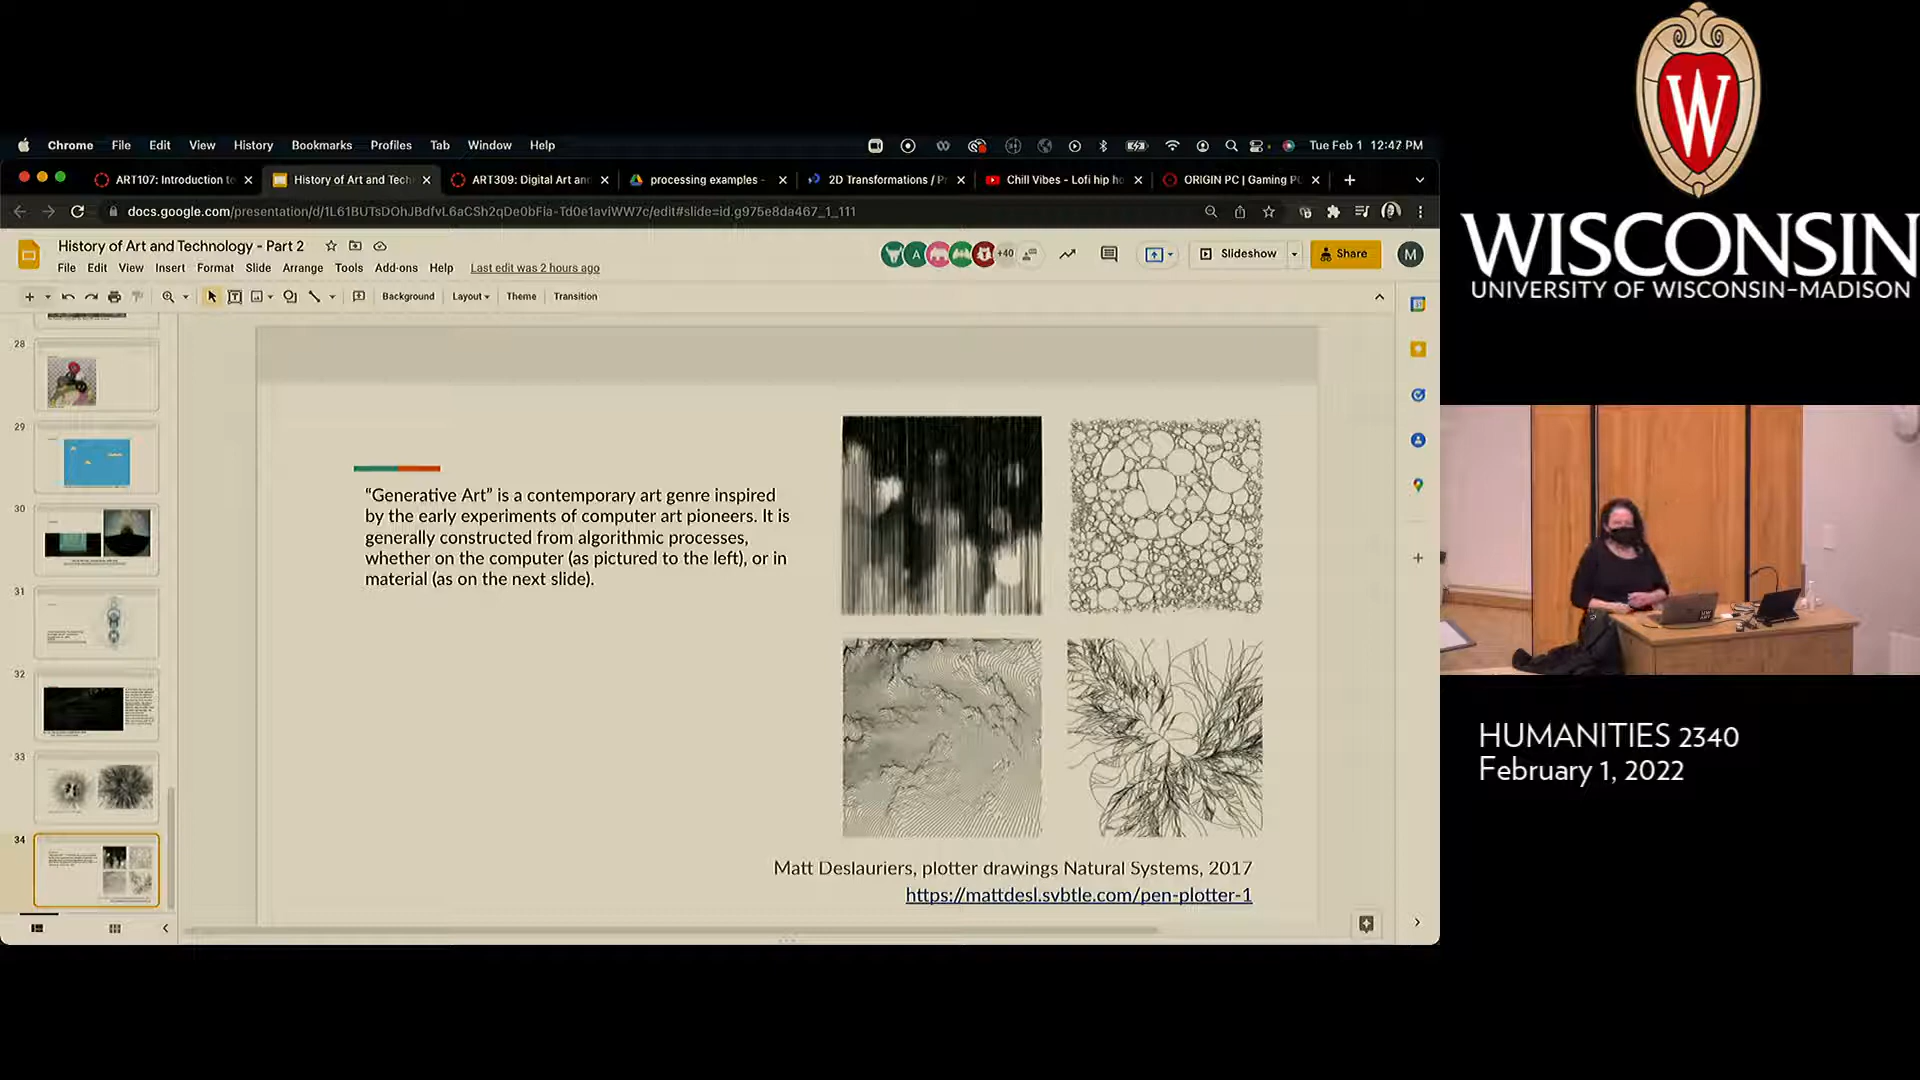 Chrome File Edit View History Bookmarks Profiles Tab Window Help Tue Feb 1 12:47 PM
ART107: Introduction to
History of Art and Tech
ART309: Digital Art and
processing examples -
2D Transformations / Pr
Chill Vibes - Lofi hip h
ORIGIN PC | Gaming PC
docs.google.com/presentation/d/1L61BUTsDOhJBdfvL6aCSh2qDe0bFia-Td0e1aviWW7c/edit#slide=id.g975e8da467_1_111
History of Art and Technology - Part 2
A +40 Slideshow Share M
File Edit View Insert Format Slide Arrange Tools Add-ons Help Last edit was 2 hours ago
Background Layout Theme Transition
28
29
30
31
32
33
34
“Generative Art” is a contemporary art genre inspired
by the early experiments of computer art pioneers. It is
generally constructed from algorithmic processes,
whether on the computer (as pictured to the left), or in
material (as on the next slide).
Matt Deslauriers, plotter drawings Natural Systems, 2017
https://mattdesl.svbtle.com/pen-plotter-1
W
WISCONSIN
UNIVERSITY OF WISCONSIN–MADISON
HUMANITIES 2340
February 1, 2022